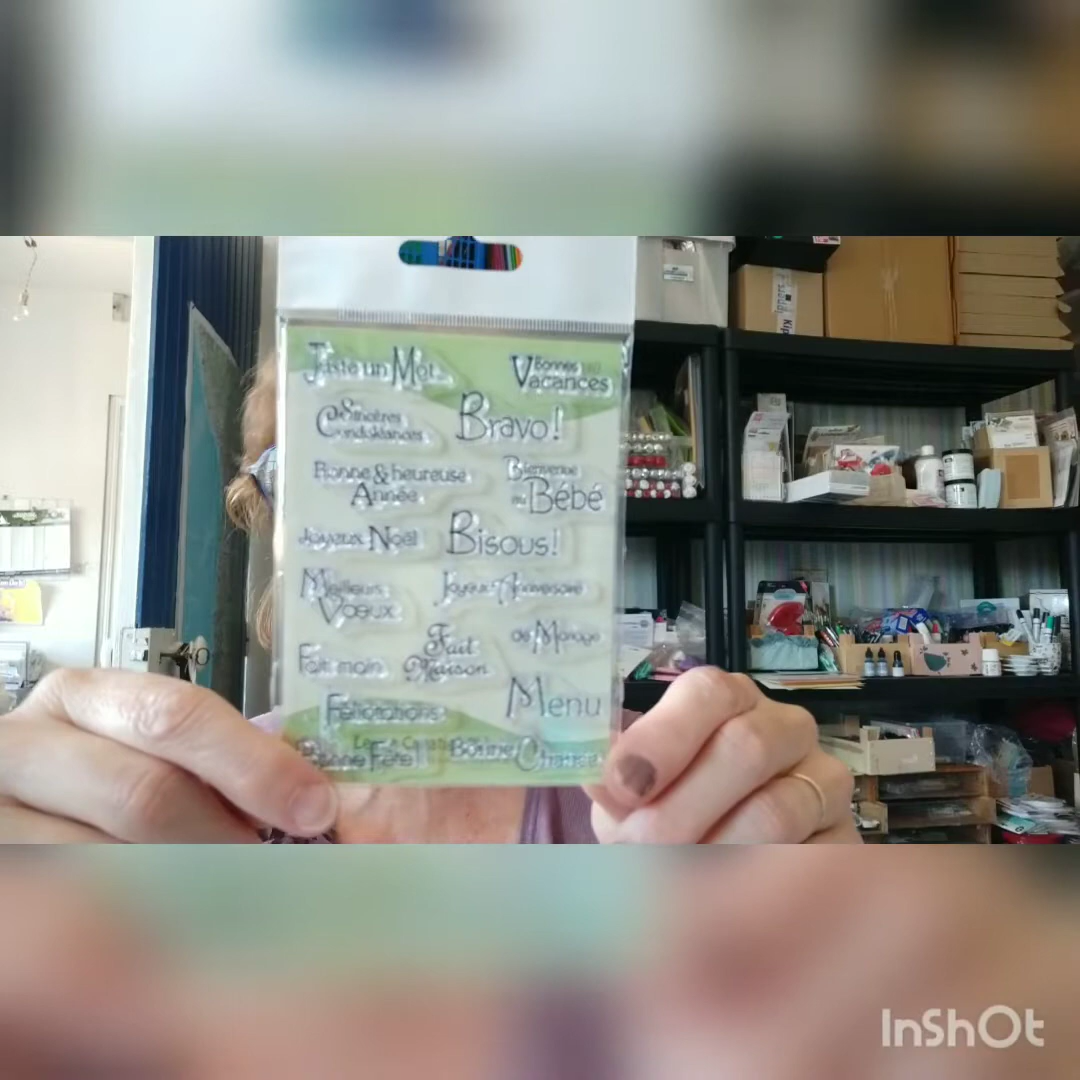 Juste un Mot
Bonnes
Vacances
Sincères
Condoléances
Bravo!
Bonne & heureuse
Année
Bienvenue
au Bébé
Joyeux Noël
Bisous!
Meilleurs
Voeux
Joyeux Anniversaire
Fait main
Fait
Maison
de Mariage
Menu
Félicitations
Bonne Fête
Bonne Chance
InShOt